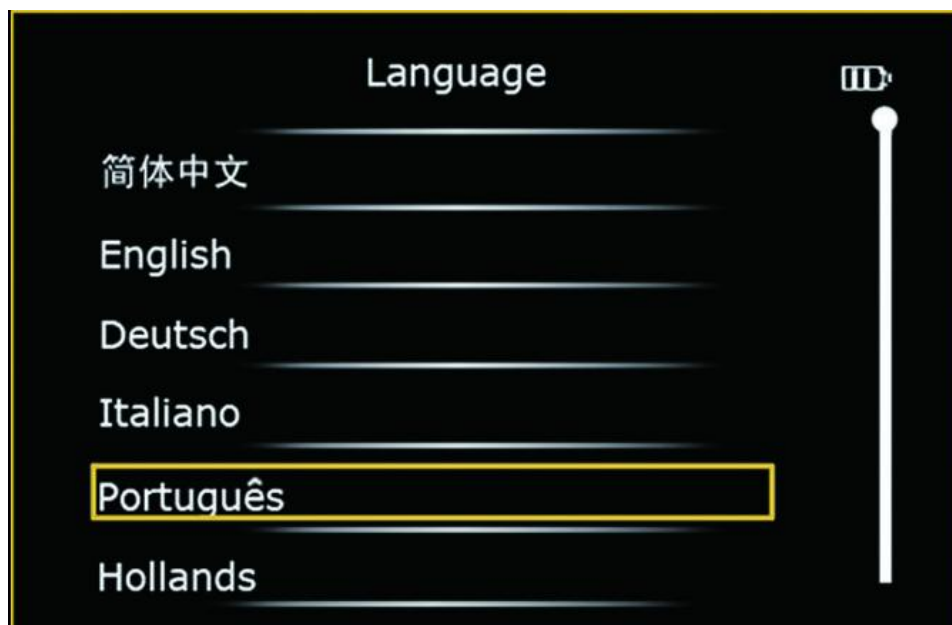 Language
简体中文
English
Deutsch
Italiano
Português
Hollands